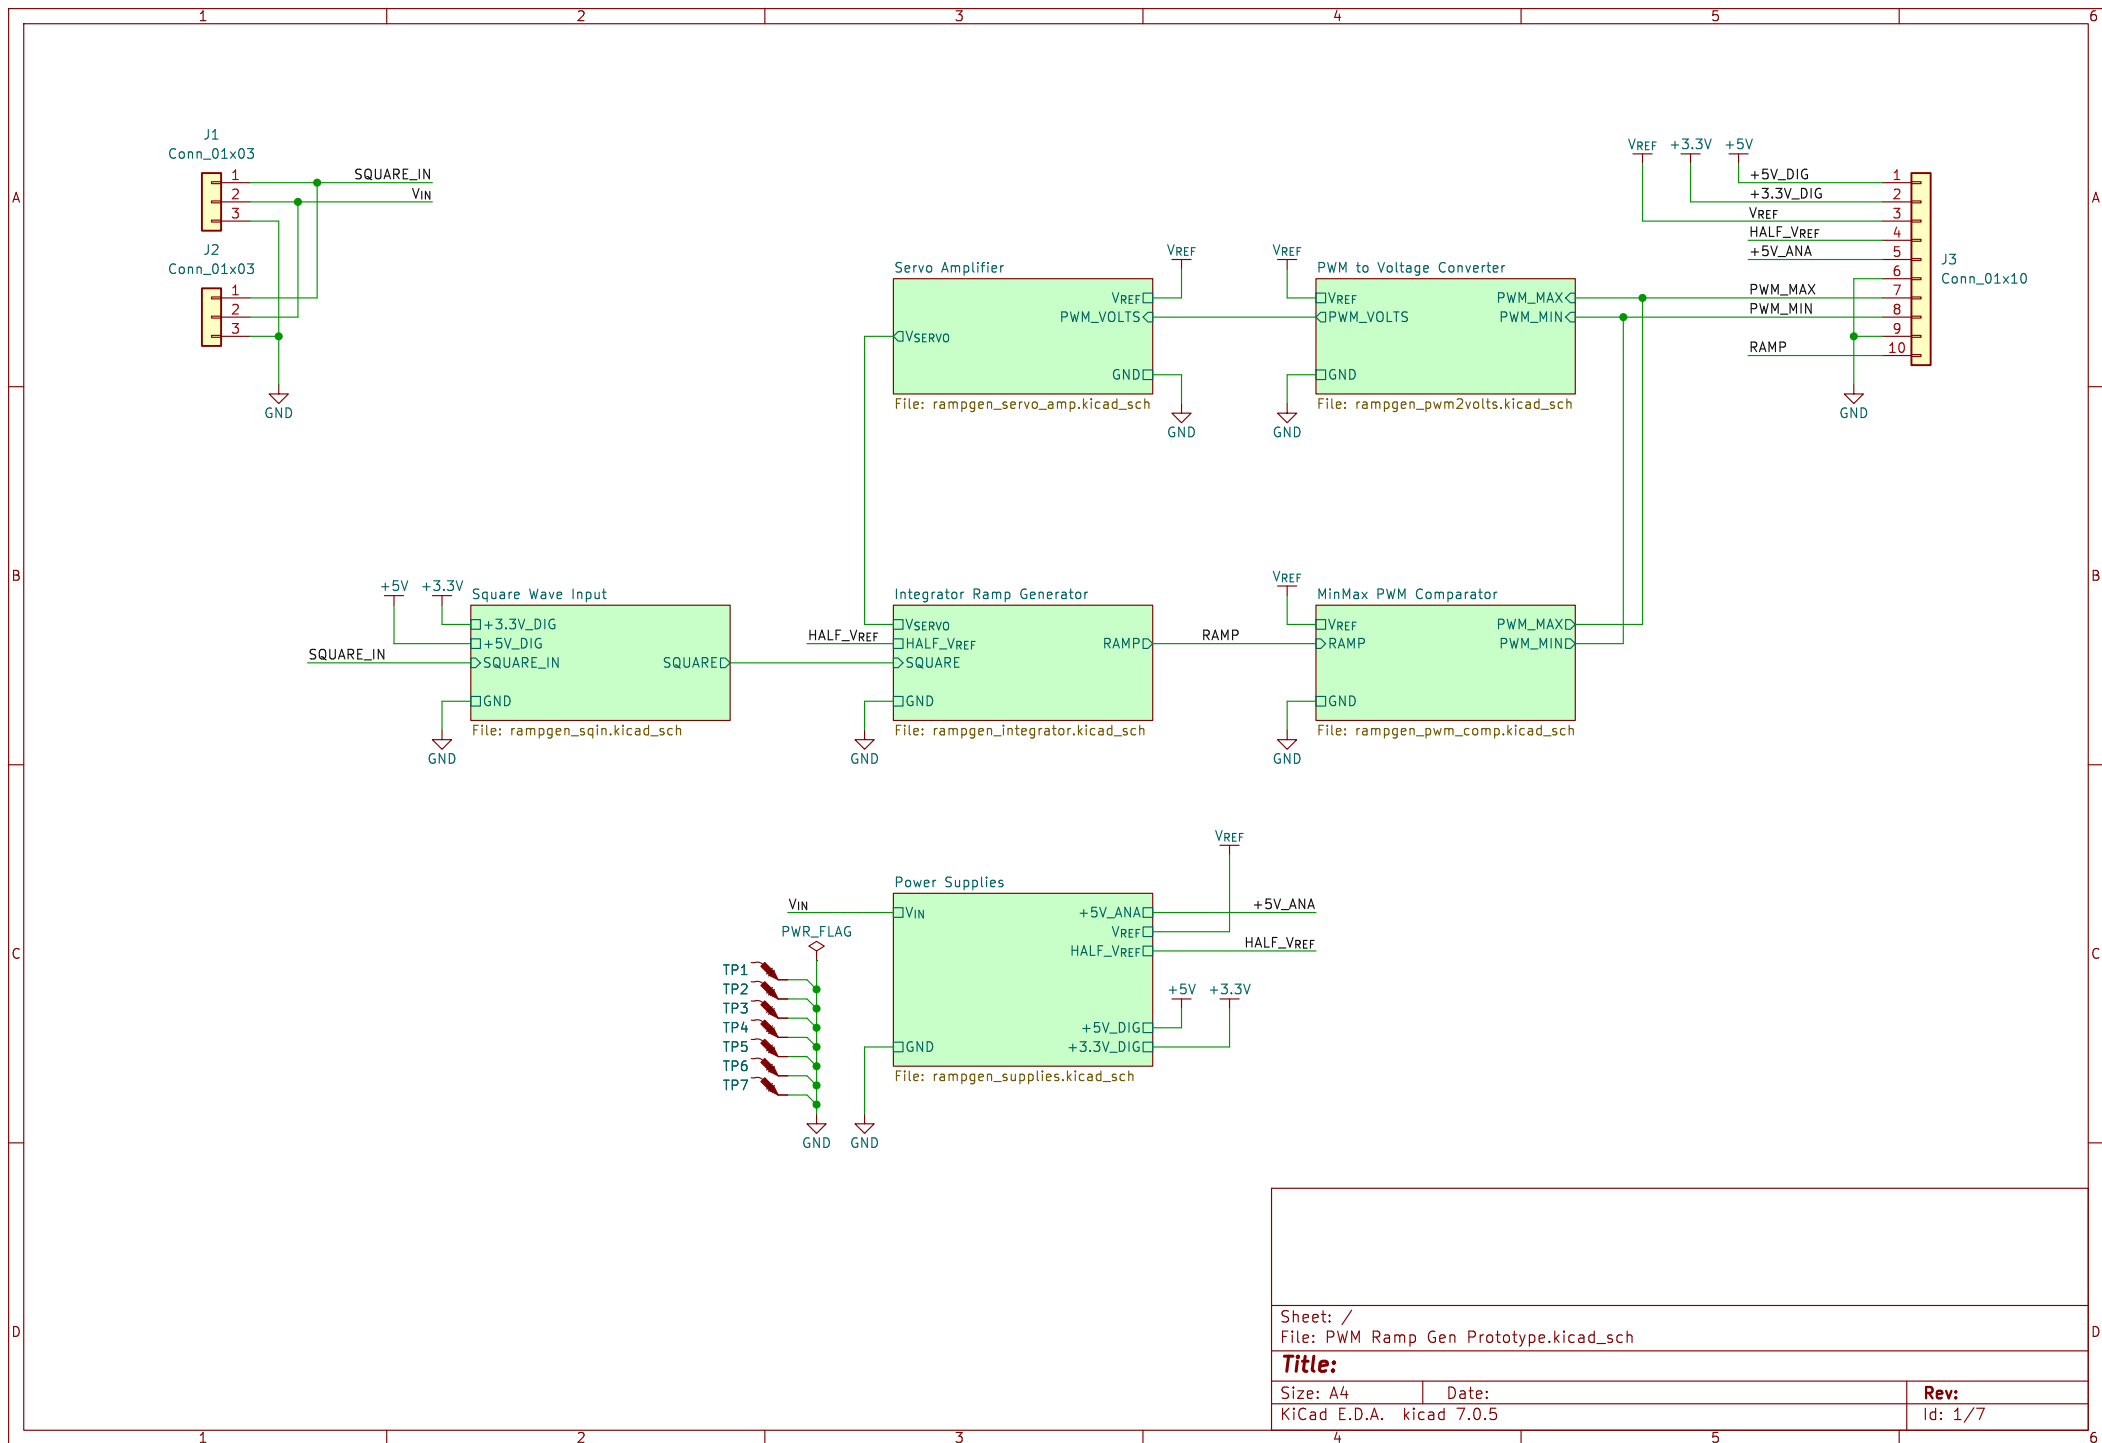 1 2 3 4 5 6
A
B
C
D
J1
Conn_01x03
1
2
3
SQUARE_IN
VIN
J2
Conn_01x03
1
2
3
GND
VREF +3.3V +5V
+5V_DIG 1
+3.3V_DIG 2
VREF 3
HALF_VREF 4
+5V_ANA 5
6
PWM_MAX 7
PWM_MIN 8
9
RAMP 10
J3
Conn_01x10
GND
VREF
Servo Amplifier
VREF
PWM_VOLTS
VSERVO
GND
File: rampgen_servo_amp.kicad_sch
GND
VREF
PWM to Voltage Converter
VREF PWM_MAX
PWM_VOLTS PWM_MIN
GND
File: rampgen_pwm2volts.kicad_sch
GND
+5V +3.3V
Square Wave Input
+3.3V_DIG
+5V_DIG
SQUARE_IN
SQUARE_IN SQUARE
GND
File: rampgen_sqin.kicad_sch
GND
Integrator Ramp Generator
VSERVO
HALF_VREF
HALF_VREF RAMP
SQUARE
GND
File: rampgen_integrator.kicad_sch
GND
RAMP
VREF
MinMax PWM Comparator
VREF PWM_MAX
RAMP PWM_MIN
GND
File: rampgen_pwm_comp.kicad_sch
GND
VREF
Power Supplies
VIN
VIN +5V_ANA
+5V_ANA
VREF
HALF_VREF
HALF_VREF
+5V +3.3V
+5V_DIG
GND +3.3V_DIG
File: rampgen_supplies.kicad_sch
GND
PWR_FLAG
TP1
TP2
TP3
TP4
TP5
TP6
TP7
GND
Sheet: /
File: PWM Ramp Gen Prototype.kicad_sch
Title:
Size: A4 Date: Rev:
KiCad E.D.A. kicad 7.0.5 Id: 1/7
A
B
C
D
1 2 3 4 5 6